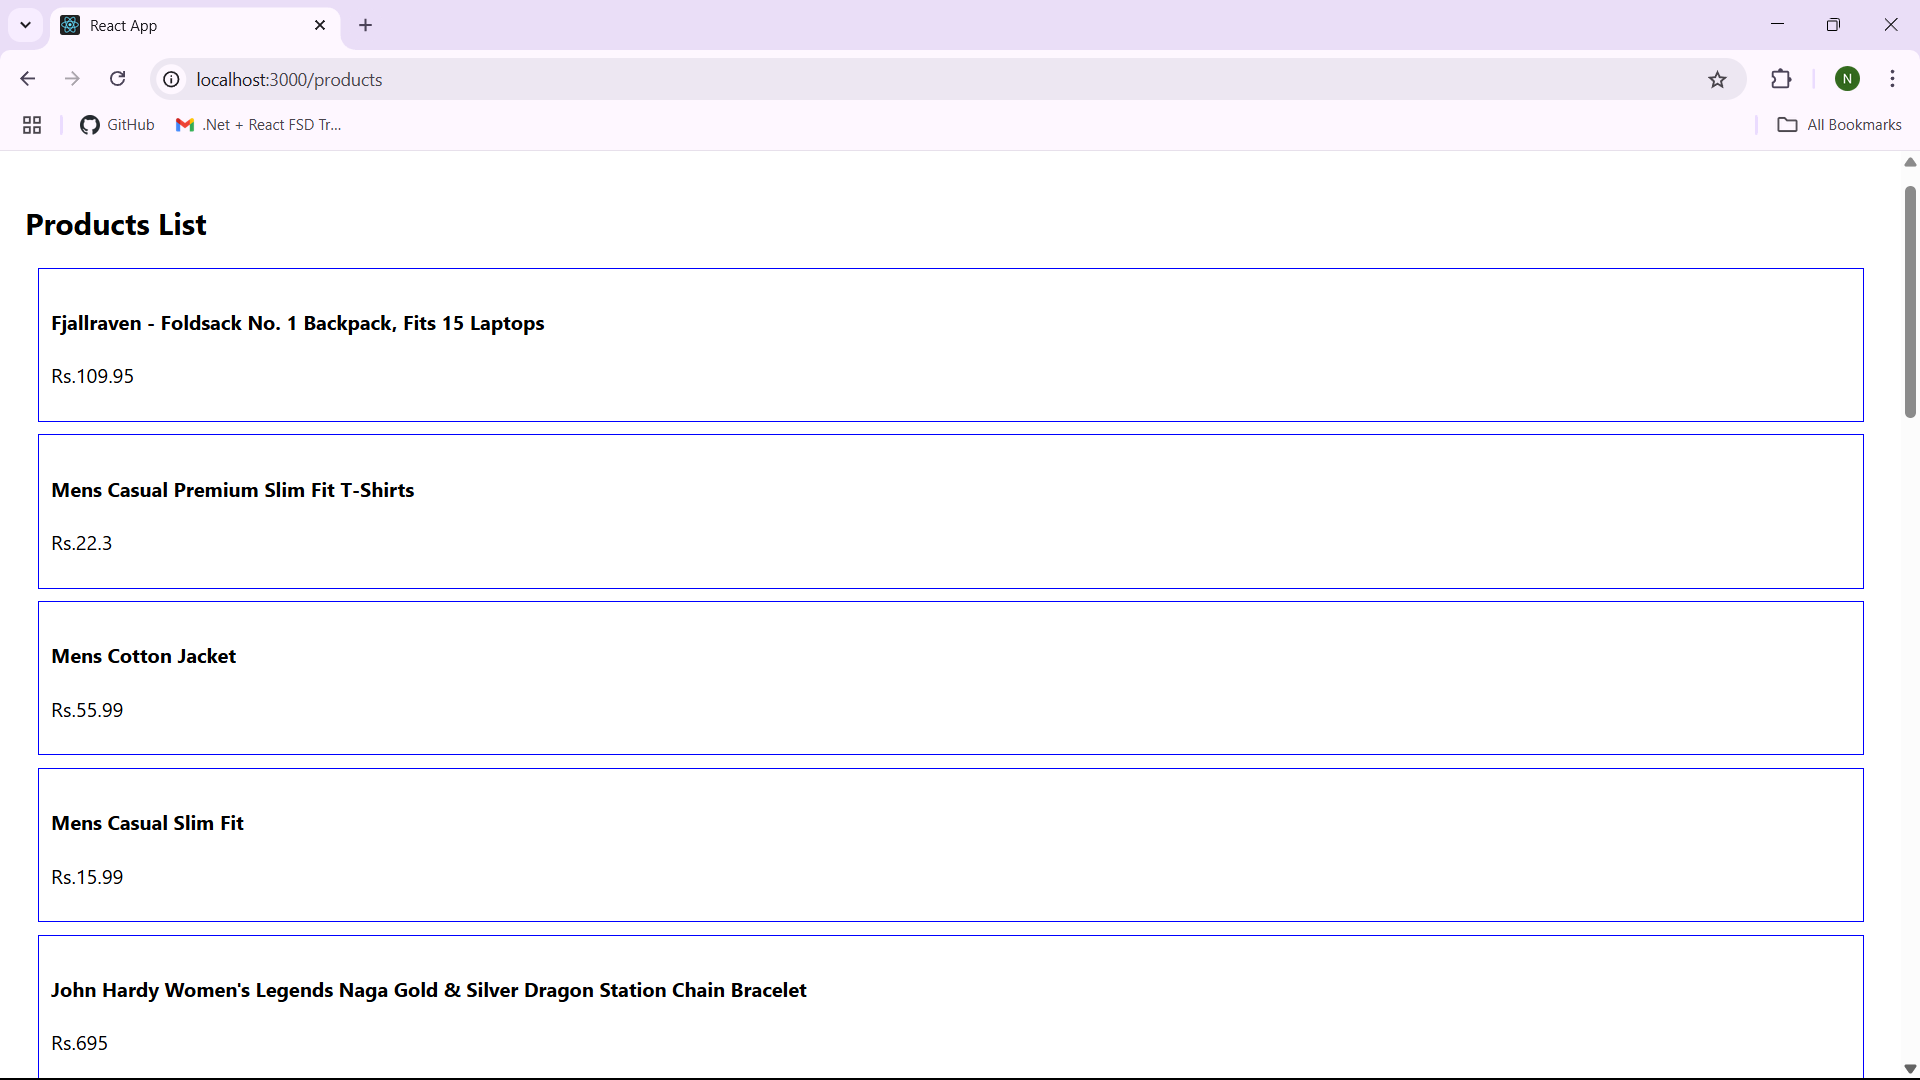 React App
localhost:3000/products
N
GitHub
.Net + React FSD Tr...
All Bookmarks
Products List
Fjallraven - Foldsack No. 1 Backpack, Fits 15 Laptops
Rs.109.95
Mens Casual Premium Slim Fit T-Shirts
Rs.22.3
Mens Cotton Jacket
Rs.55.99
Mens Casual Slim Fit
Rs.15.99
John Hardy Women's Legends Naga Gold & Silver Dragon Station Chain Bracelet
Rs.695